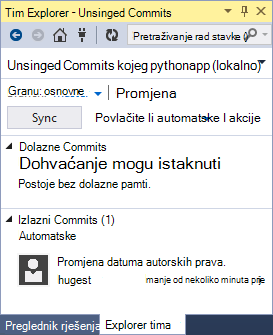 Tim Explorer - Unsinged Commits
Pretraživanje rad stavke (
Unsinged Commits kojeg pythonapp (lokalno)
Granu: osnovne | Promjena
Sync Povlačite li automatske I akcije
Dolazne Commits
Dohvaćanje mogu istaknuti
Postoje bez dolazne pamti.
Izlazni Commits (1)
Automatske
Promjena datuma autorskih prava.
hugest manje od nekoliko minuta prije
Preglednik rješenja Explorer tima